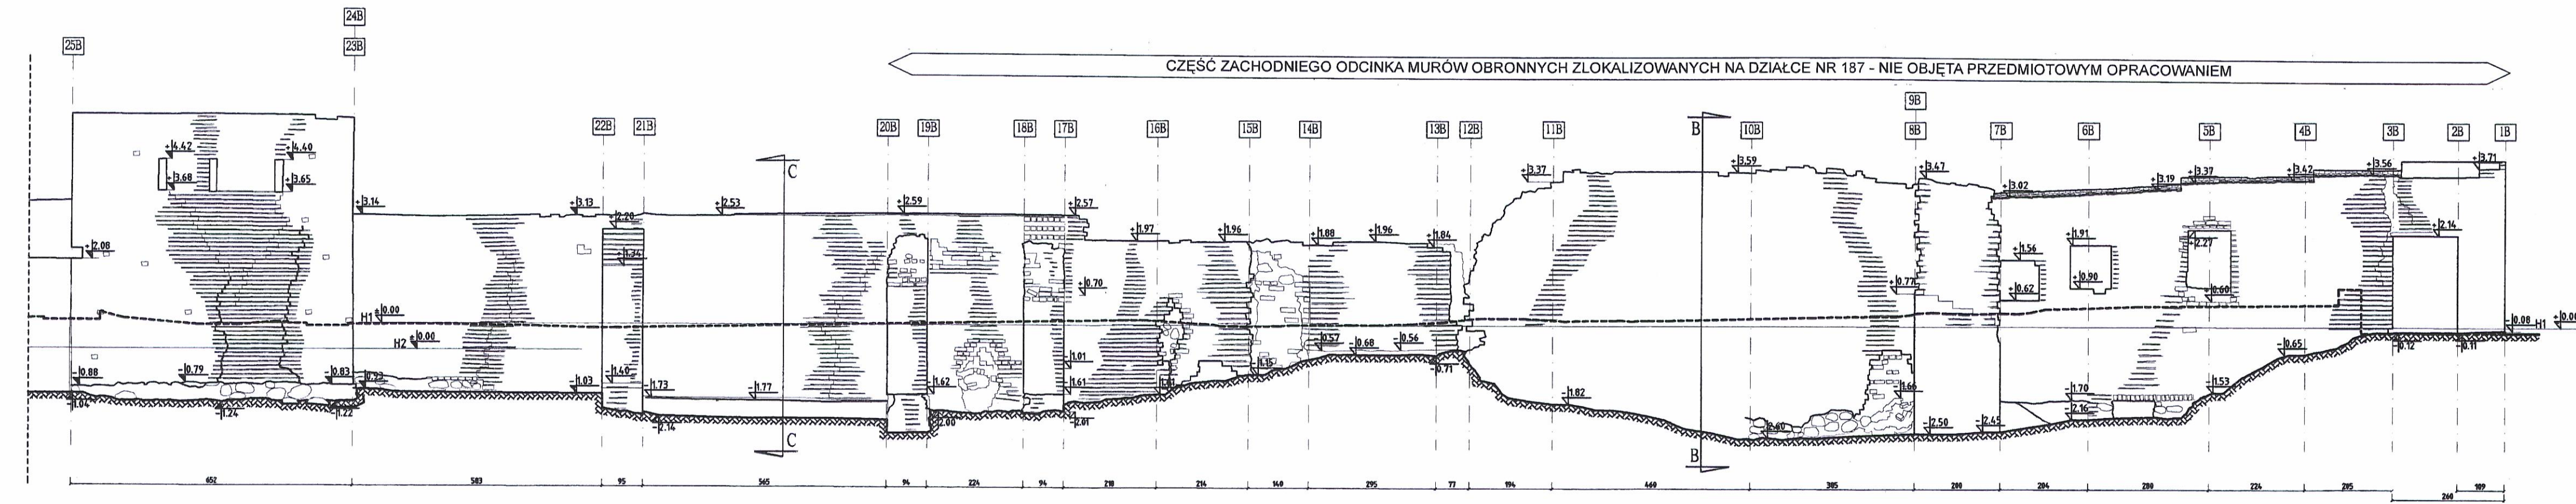 24B
25B
23B
CZĘŚĆ ZACHODNIEGO ODCINKA MURÓW OBRONNYCH ZLOKALIZOWANYCH NA DZIAŁCE NR 187 - NIE OBJĘTA PRZEDMIOTOWYM OPRACOWANIEM
9B
22B 21B 20B 19B 18B 17B 16B 15B 14B 13B 12B 11B B 10B 8B 7B 6B 5B 4B 3B 2B 1B
+4.42 +4.40 C +3.37 +3.59 +3.47 +3.37 +3.42 +3.56 +3.71
+3.68 +3.65 +3.02 +3.19
+3.14 +3.13 +2.53 +2.59 +2.57
+2.20 +1.97 +1.96 +1.88 +1.96 +1.84 +2.14
+2.08 +1.34 +1.56 +1.91 +2.27
+0.70 +0.77 +0.62 +0.90 +0.60
H1 +0.00 -0.08 H1
H2 +0.00
-0.57 -0.68 -0.56 -0.71 -0.65 -0.12 -0.11
-0.88 -0.79 -0.83 -1.03 -1.40 -1.73 -1.77 -1.62 -1.01 -1.61 -1.15 -1.82 -1.66 -1.70 -1.53
-1.04 -1.24 -1.22 -2.14 -2.00 -2.01 -2.50 -2.45 -2.16
C B
652 503 95 565 94 224 94 210 214 140 295 77 194 460 385 200 204 280 224 205 109
260